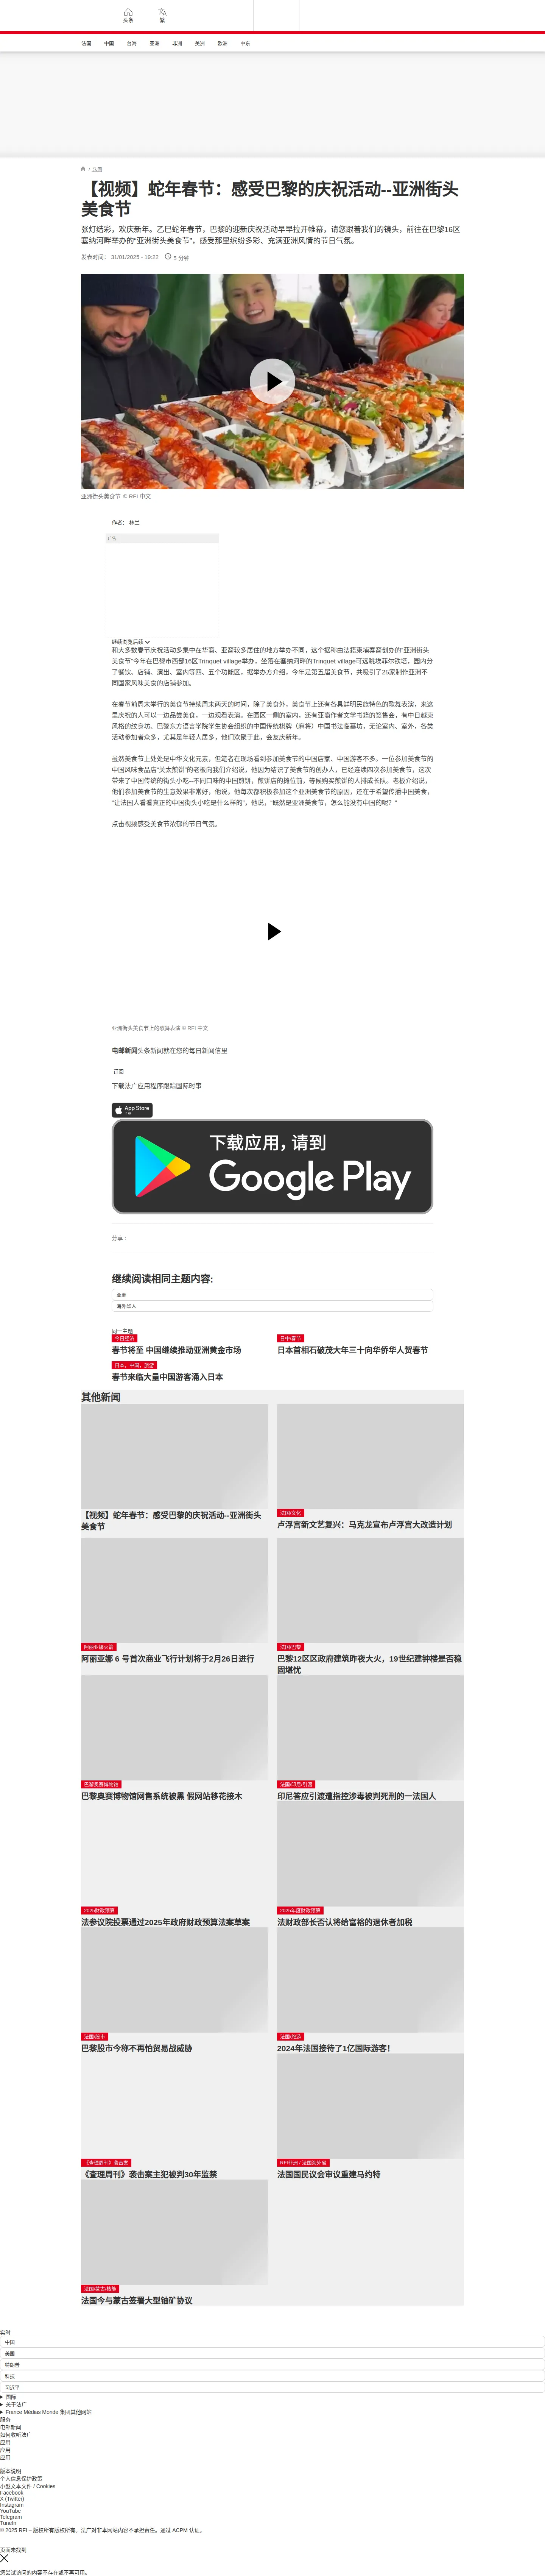 头条
繁
法国
中国
台海
亚洲
非洲
美洲
欧洲
中东
法国
【视频】蛇年春节：感受巴黎的庆祝活动--亚洲街头
美食节
张灯结彩，欢庆新年。乙巳蛇年春节，巴黎的迎新庆祝活动早早拉开帷幕，请您跟着我们的镜头，前往在巴黎16区
塞纳河畔举办的“亚洲街头美食节”，感受那里缤纷多彩、充满亚洲风情的节日气氛。
发表时间： 31/01/2025 - 19:22
5 分钟
亚洲街头美食节 © RFI 中文
作者： 林兰
广告
继续浏览后续
和大多数春节庆祝活动多集中在华裔、亚裔较多居住的地方举办不同，这个据称由法籍柬埔寨裔创办的“亚洲街头
美食节”今年在巴黎市西部16区Trinquet village举办，坐落在塞纳河畔的Trinquet village可远眺埃菲尔铁塔，园内分
了餐饮、店铺、演出、室内等四、五个功能区，据举办方介绍，今年是第五届美食节，共吸引了25家制作亚洲不
同国家风味美食的店铺参加。
在春节前周末举行的美食节持续周末两天的时间，除了美食外，美食节上还有各具鲜明民族特色的歌舞表演，来这
里庆祝的人可以一边品尝美食，一边观看表演。在园区一侧的室内，还有亚裔作者文学书籍的签售会，有中日越柬
风格的纹身坊、巴黎东方语言学院学生协会组织的中国传统棋牌（麻将）中国书法临摹坊，无论室内、室外，各类
活动参加者众多，尤其是年轻人居多，他们欢聚于此，会友庆新年。
虽然美食节上处处是中华文化元素，但笔者在现场看到参加美食节的中国店家、中国游客不多。一位参加美食节的
中国风味食品店“关太煎饼”的老板向我们介绍说，他因为结识了美食节的创办人，已经连续四次参加美食节，这次
带来了中国传统的街头小吃--不同口味的中国煎饼，煎饼店的摊位前，等候购买煎饼的人排成长队。老板介绍说，
他们参加美食节的生意效果非常好，他说，他每次都积极参加这个亚洲美食节的原因，还在于希望传播中国美食，
“让法国人看看真正的中国街头小吃是什么样的”，他说，“既然是亚洲美食节，怎么能没有中国的呢？”
点击视频感受美食节浓郁的节日气氛。
亚洲街头美食节上的歌舞表演 © RFI 中文
电邮新闻头条新闻就在您的每日新闻信里
订阅
下载法广应用程序跟踪国际时事
App Store
下载
下载应用，请到
Google Play
分享 :
继续阅读相同主题内容:
亚洲
海外华人
同一主题
今日经济
春节将至 中国继续推动亚洲黄金市场
日中/春节
日本首相石破茂大年三十向华侨华人贺春节
日本、中国、旅游
春节来临大量中国游客涌入日本
其他新闻
【视频】蛇年春节：感受巴黎的庆祝活动--亚洲街头
美食节
法国/文化
卢浮宫新文艺复兴：马克龙宣布卢浮宫大改造计划
阿丽亚娜火箭
阿丽亚娜 6 号首次商业飞行计划将于2月26日进行
法国/巴黎
巴黎12区区政府建筑昨夜大火，19世纪建钟楼是否稳
固堪忧
巴黎奥赛博物馆
巴黎奥赛博物馆网售系统被黑 假网站移花接木
法国/印尼/引渡
印尼答应引渡遭指控涉毒被判死刑的一法国人
2025财政预算
法参议院投票通过2025年政府财政预算法案草案
2025年度财政预算
法财政部长否认将给富裕的退休者加税
法国/股市
巴黎股市今称不再怕贸易战威胁
法国/旅游
2024年法国接待了1亿国际游客！
《查理周刊》袭击案
《查理周刊》袭击案主犯被判30年监禁
RFI非洲 / 法国海外省
法国国民议会审议重建马约特
法国/蒙古/核能
法国今与蒙古签署大型铀矿协议
实时
中国
美国
特朗普
科技
习近平
国际
关于法广
France Médias Monde 集团其他网站
服务
电邮新闻
如何收听法广
应用
应用
应用
版本说明
个人信息保护政策
小型文本文件 / Cookies
Facebook
X (Twitter)
Instagram
YouTube
Telegram
TuneIn
© 2025 RFI – 版权所有版权所有。法广对非本网站内容不承担责任。通过 ACPM 认证。
页面未找到
您尝试访问的内容不存在或不再可用。